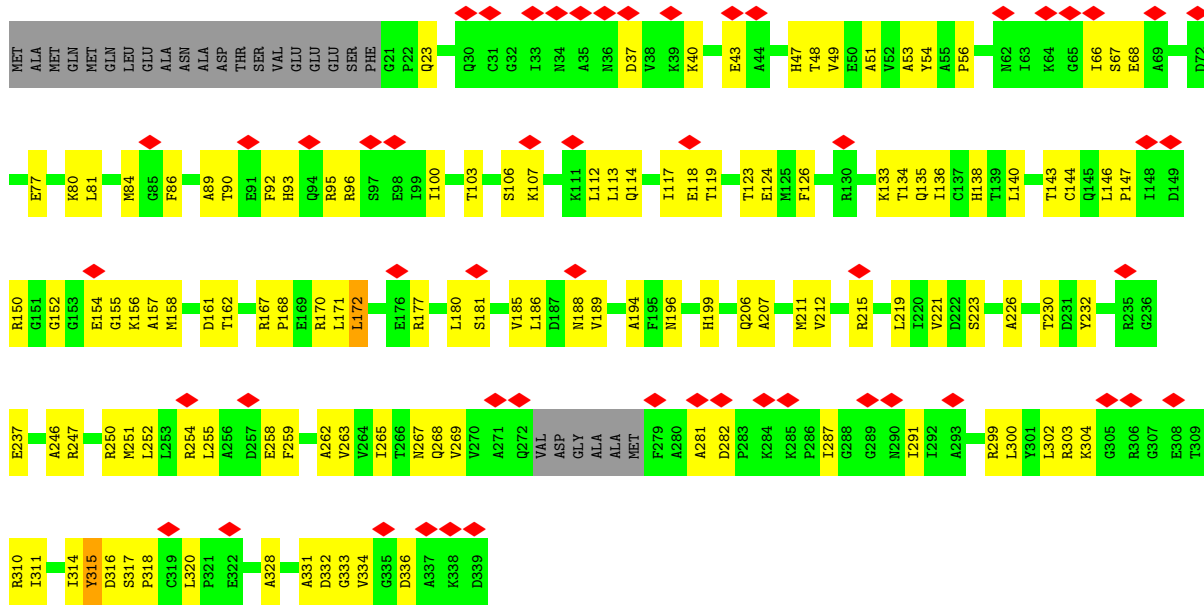 MET ALA MET GLN MET GLN LEU GLU ALA ASN ALA ASP THR SER VAL GLU GLU GLU SER PHE G21 P22 Q23 Q30 C31 G32 I33 N34 A35 N36 D37 V38 K39 K40 E43 A44 H47 T48 V49 E50 A51 V52 A53 Y54 A55 P56 N62 I63 K64 G65 I66 S67 E68 A69 D72
E77 K80 L81 M84 G85 F86 A89 T90 E91 F92 H93 Q94 R95 R96 S97 E98 I99 I100 T103 S106 K107 K111 L112 L113 Q114 I117 E118 T119 T123 E124 M125 F126 R130 K133 T134 Q135 I136 C137 H138 T139 L140 T143 C144 Q145 L146 P147 I148 D149
R150 G151 G152 G153 E154 G155 K156 A157 M158 D161 T162 R167 P168 E169 R170 L171 L172 E176 R177 L180 S181 V185 L186 D187 N188 V189 A194 F195 N196 H199 Q206 A207 M211 V212 R215 L219 I220 V221 D222 S223 A226 T230 D231 Y232 R235 G236
E237 A246 R247 R250 M251 L252 L253 R254 L255 A256 D257 E258 F259 A262 V263 V264 I265 T266 N267 Q268 V269 V270 A271 Q272 VAL ASP GLY ALA ALA MET F279 A280 A281 D282 P283 K284 K285 P286 I287 G288 G289 N290 I291 I292 A293 R299 L300 Y301 L302 R303 K304 G305 R306 G307 E308 T309
R310 I311 I314 Y315 D316 S317 P318 C319 L320 P321 E322 A328 A331 D332 G333 V334 G335 D336 A337 K338 D339